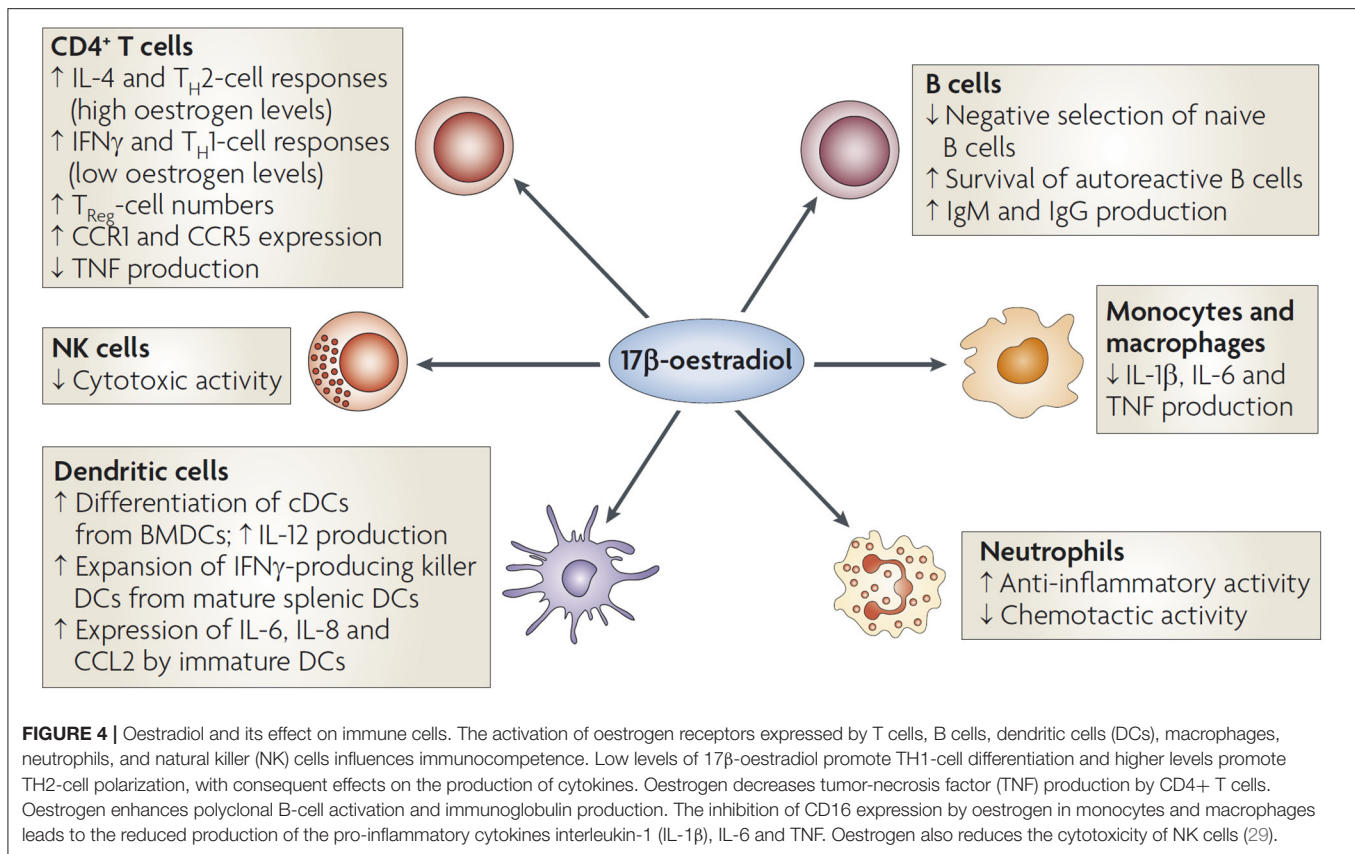 CD4⁺ T cells
↑ IL-4 and T_H2-cell responses
(high oestrogen levels)
↑ IFNγ and T_H1-cell responses
(low oestrogen levels)
↑ T_Reg-cell numbers
↑ CCR1 and CCR5 expression
↓ TNF production
B cells
↓ Negative selection of naive
B cells
↑ Survival of autoreactive B cells
↑ IgM and IgG production
NK cells
↓ Cytotoxic activity
17β-oestradiol
Monocytes and
macrophages
↓ IL-1β, IL-6 and
TNF production
Dendritic cells
↑ Differentiation of cDCs
from BMDCs; ↑ IL-12 production
↑ Expansion of IFNγ-producing killer
DCs from mature splenic DCs
↑ Expression of IL-6, IL-8 and
CCL2 by immature DCs
Neutrophils
↑ Anti-inflammatory activity
↓ Chemotactic activity
FIGURE 4 | Oestradiol and its effect on immune cells. The activation of oestrogen receptors expressed by T cells, B cells, dendritic cells (DCs), macrophages,
neutrophils, and natural killer (NK) cells influences immunocompetence. Low levels of 17β-oestradiol promote TH1-cell differentiation and higher levels promote
TH2-cell polarization, with consequent effects on the production of cytokines. Oestrogen decreases tumor-necrosis factor (TNF) production by CD4+ T cells.
Oestrogen enhances polyclonal B-cell activation and immunoglobulin production. The inhibition of CD16 expression by oestrogen in monocytes and macrophages
leads to the reduced production of the pro-inflammatory cytokines interleukin-1 (IL-1β), IL-6 and TNF. Oestrogen also reduces the cytotoxicity of NK cells (29).